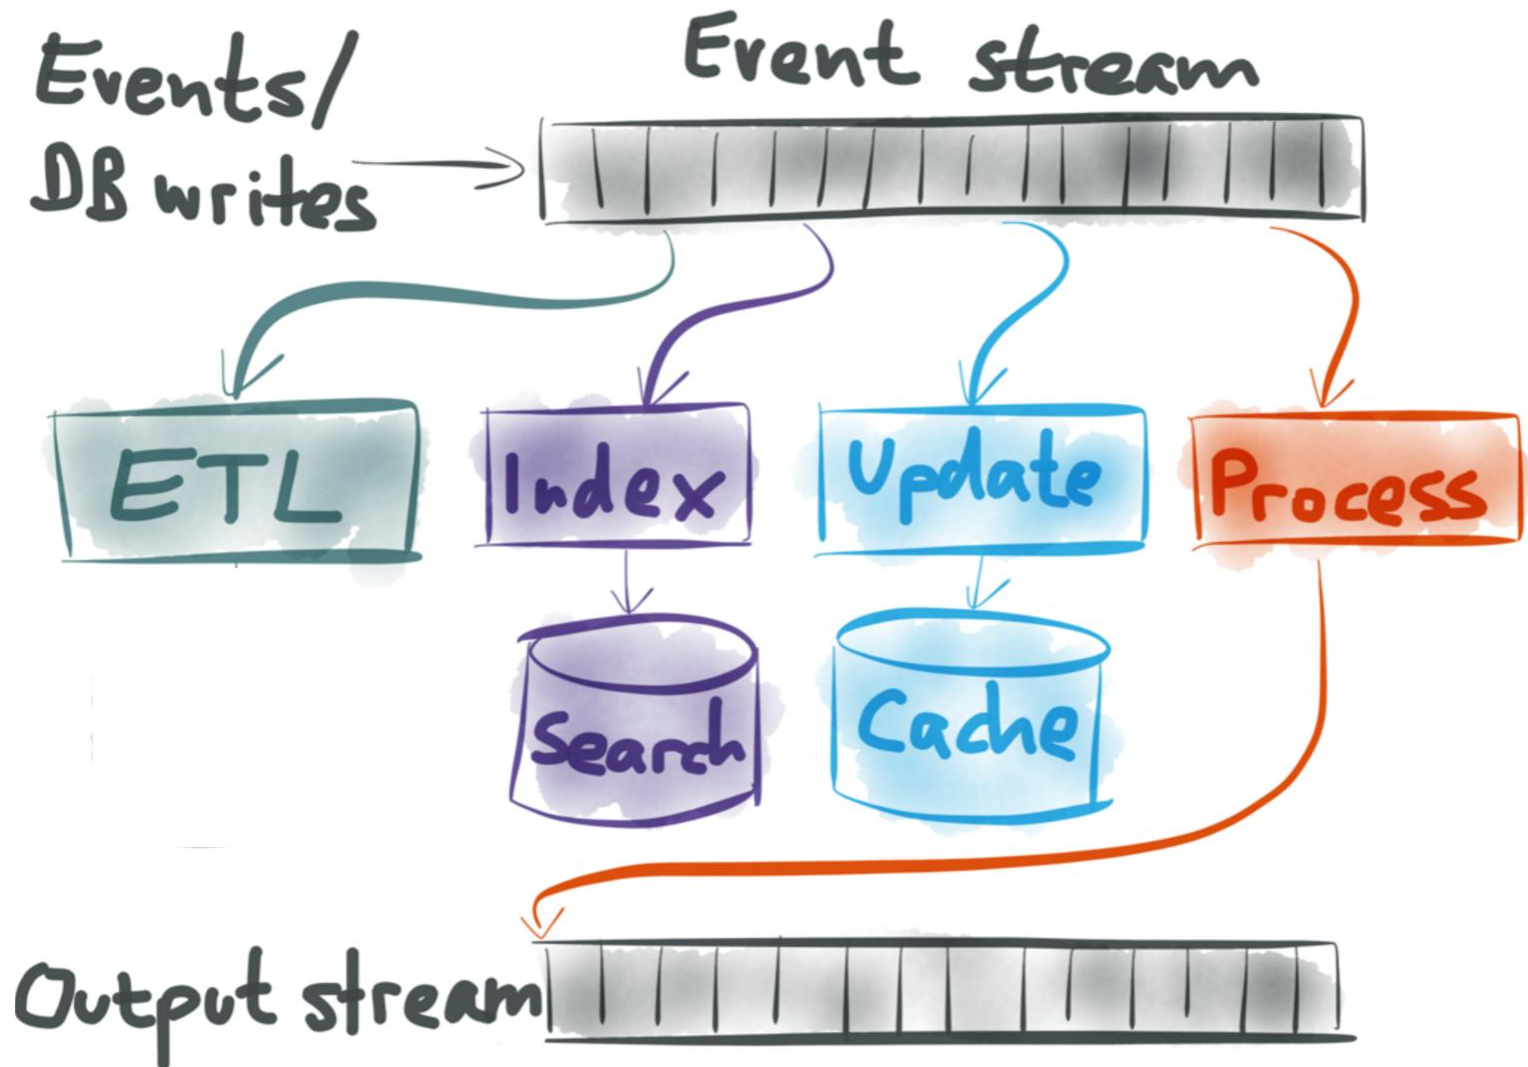 Events/
DB writes
Event stream
ETL
Index
Update
Process
Search
Cache
Output stream